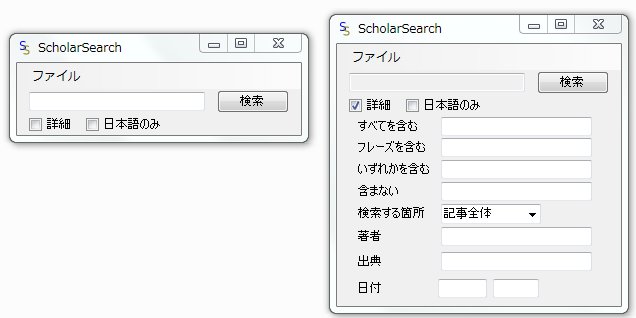 ScholarSearch
ファイル
検索
詳細 日本語のみ
ScholarSearch
ファイル
検索
詳細 日本語のみ
すべてを含む
フレーズを含む
いずれかを含む
含まない
検索する箇所 記事全体
著者
出典
日付